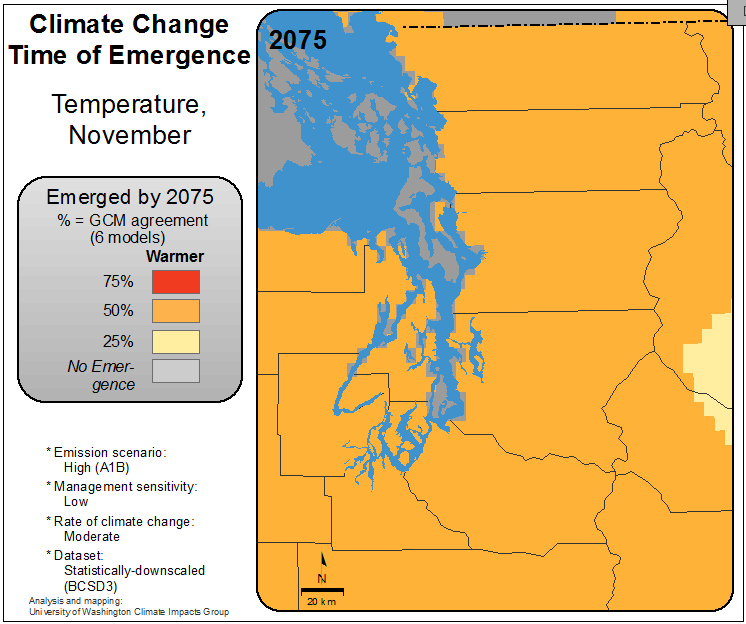 Climate Change
Time of Emergence
Temperature,
November
Emerged by 2075
% = GCM agreement
(6 models)
Warmer
75%
50%
25%
No Emer-
gence
* Emission scenario:
High (A1B)
* Management sensitivity:
Low
* Rate of climate change:
Moderate
* Dataset:
Statistically-downscaled
(BCSD3)
Analysis and mapping:
University of Washington Climate Impacts Group
2075
N
20 km